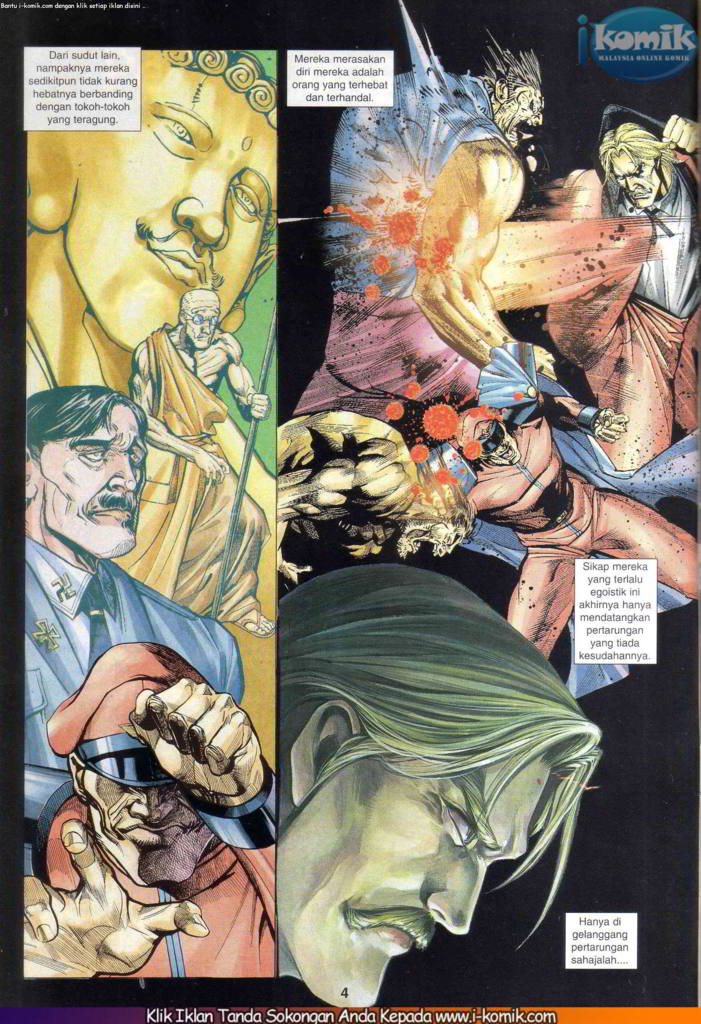 Bantu i-komik.com dengan klik setiap iklan disini ...
i komik
MALAYSIA ONLINE KOMIK
Dari sudut lain,
nampaknya mereka
sedikitpun tidak kurang
hebatnya berbanding
dengan tokoh-tokoh
yang teragung.
Mereka merasakan
diri mereka adalah
orang yang terhebat
dan terhandal.
Sikap mereka
yang terlalu
egoistik ini
akhirnya hanya
mendatangkan
pertarungan
yang tiada
kesudahannya.
Hanya di
gelanggang
pertarungan
sahajalah....
4
Klik Iklan Tanda Sokongan Anda Kepada www.i-komik.com